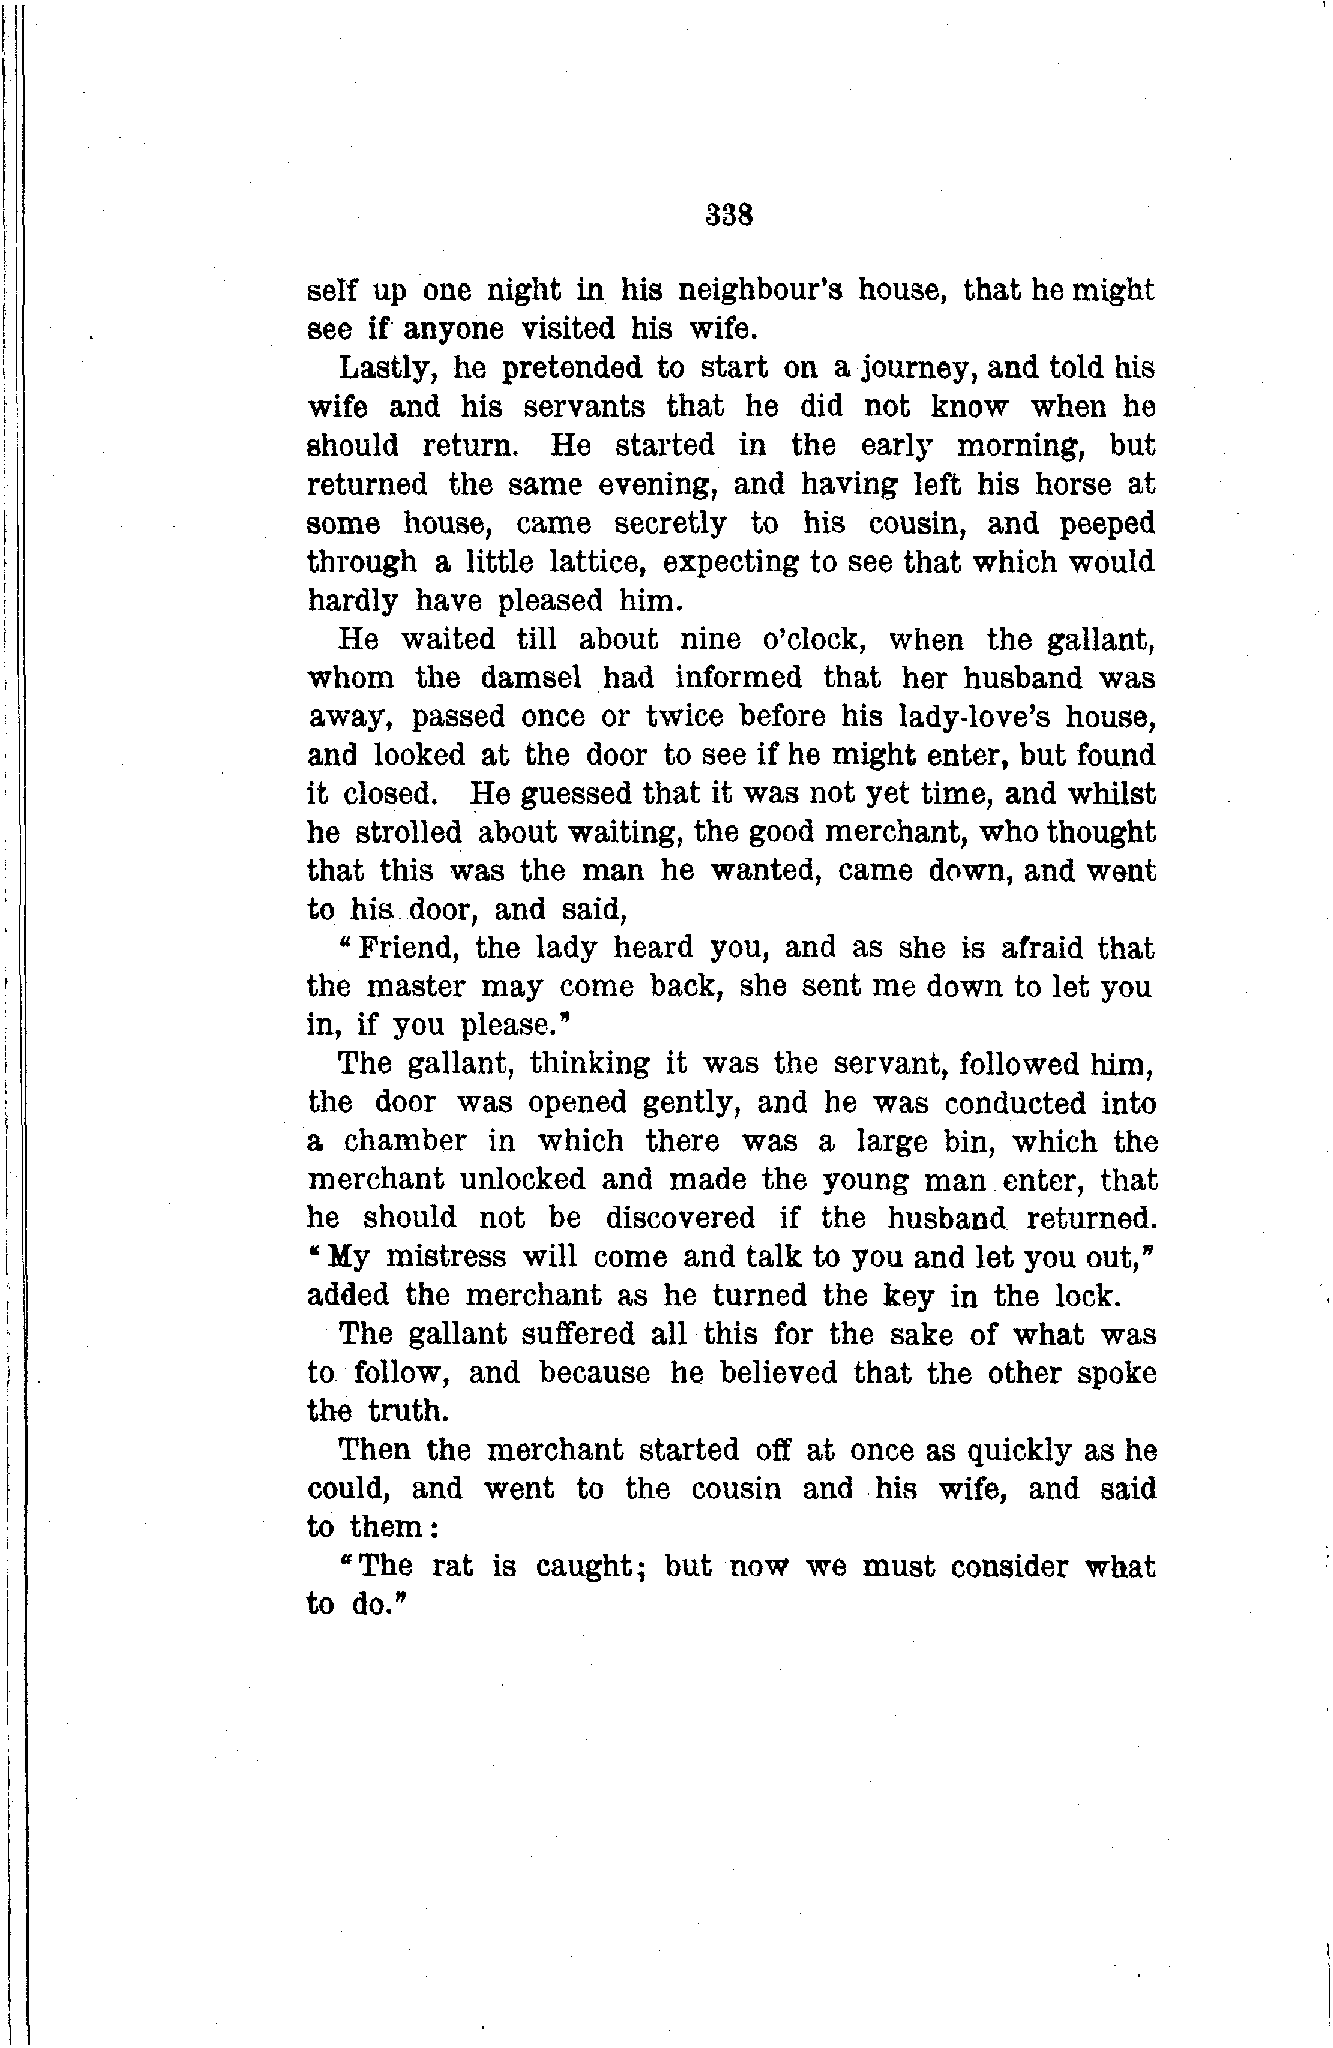 338
self up one night in his neighbour's house, that he might
see if anyone visited his wife.
Lastly, he pretended to start on a journey, and told his
wife and his servants that he did not know when he
should return. He started in the early morning, but
returned the same evening, and having left his horse at
some house, came secretly to his cousin, and peeped
through a little lattice, expecting to see that which would
hardly have pleased him.
He waited till about nine o'clock, when the gallant,
whom the damsel had informed that her husband was
away, passed once or twice before his lady-love's house,
and looked at the door to see if he might enter, but found
it closed. He guessed that it was not yet time, and whilst
he strolled about waiting, the good merchant, who thought
that this was the man he wanted, came down, and went
to his door, and said,
"Friend, the lady heard you, and as she is afraid that
the master may come back, she sent me down to let you
in, if you please."
The gallant, thinking it was the servant, followed him,
the door was opened gently, and he was conducted into
a chamber in which there was a large bin, which the
merchant unlocked and made the young man enter, that
he should not be discovered if the husband returned.
"My mistress will come and talk to you and let you out,"
added the merchant as he turned the key in the lock.
The gallant suffered all this for the sake of what was
to follow, and because he believed that the other spoke
the truth.
Then the merchant started off at once as quickly as he
could, and went to the cousin and his wife, and said
to them:
"The rat is caught; but now we must consider what
to do."